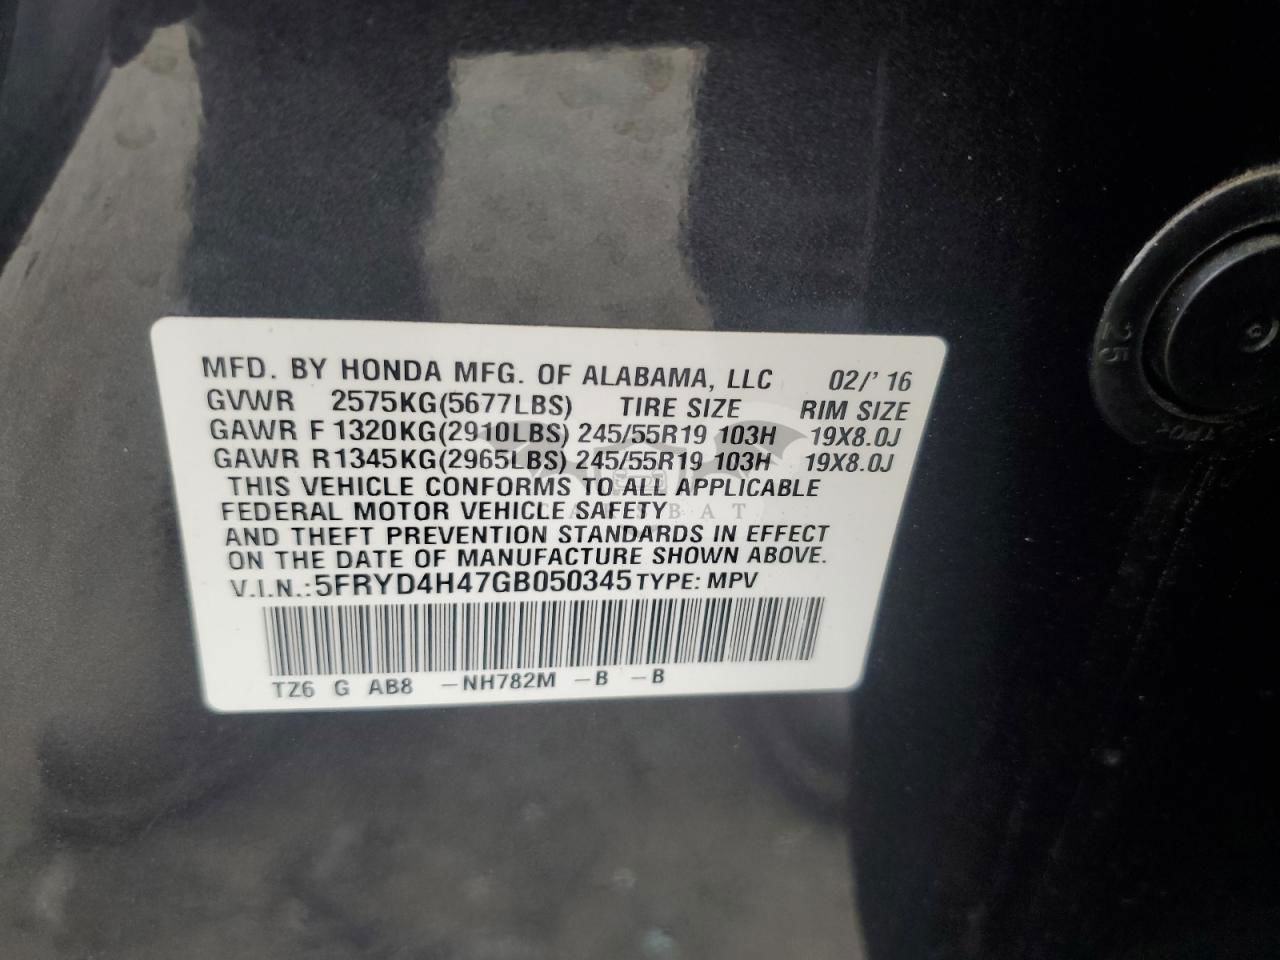 MFD. BY HONDA MFG. OF ALABAMA, LLC 02/'16
GVWR 2575KG(5677LBS) TIRE SIZE RIM SIZE
GAWR F 1320KG(2910LBS) 245/55R19 103H 19X8.0J
GAWR R1345KG(2965LBS) 245/55R19 103H 19X8.0J
THIS VEHICLE CONFORMS TO ALL APPLICABLE
FEDERAL MOTOR VEHICLE SAFETY
AND THEFT PREVENTION STANDARDS IN EFFECT
ON THE DATE OF MANUFACTURE SHOWN ABOVE.
V.I.N.:5FRYD4H47GB050345 TYPE: MPV
TZ6 G AB8 -NH782M -B -B
CARSBAT
25